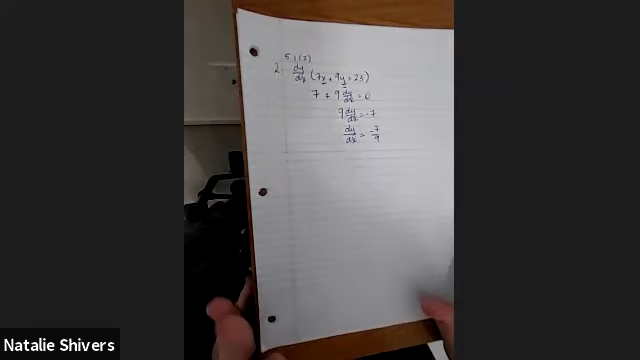 5.1(2)
2. dy/dx (7x + 9y = 23)
7 + 9 dy/dx = 0
9 dy/dx = -7
dy/dx = -7/9
Natalie Shivers